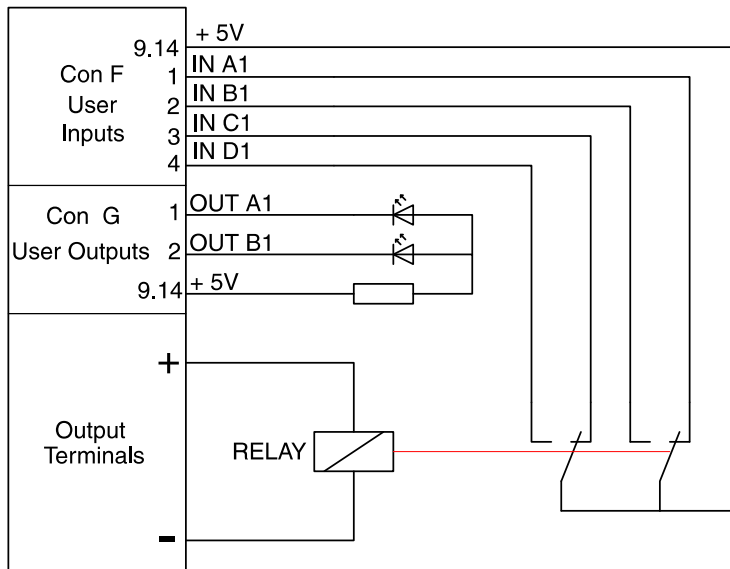 + 5V
9.14
IN A1
Con F
1
IN B1
User
2
Inputs
IN C1
3
IN D1
4
OUT A1
Con G
1
OUT B1
User Outputs 2
9.14 + 5V
+
Output
Terminals
RELAY
-